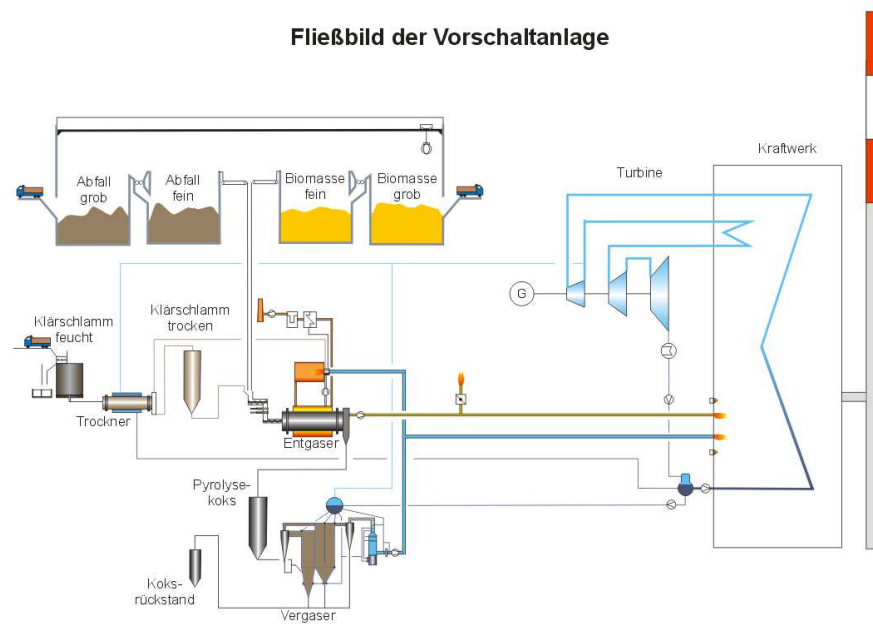 Fließbild der Vorschaltanlage
Kraftwerk
Turbine
Abfall
grob
Abfall
fein
Biomasse
fein
Biomasse
grob
G
Klärschlamm
feucht
Klärschlamm
trocken
Trockner
Entgaser
Pyrolyse-
koks
Koks-
rückstand
Vergaser